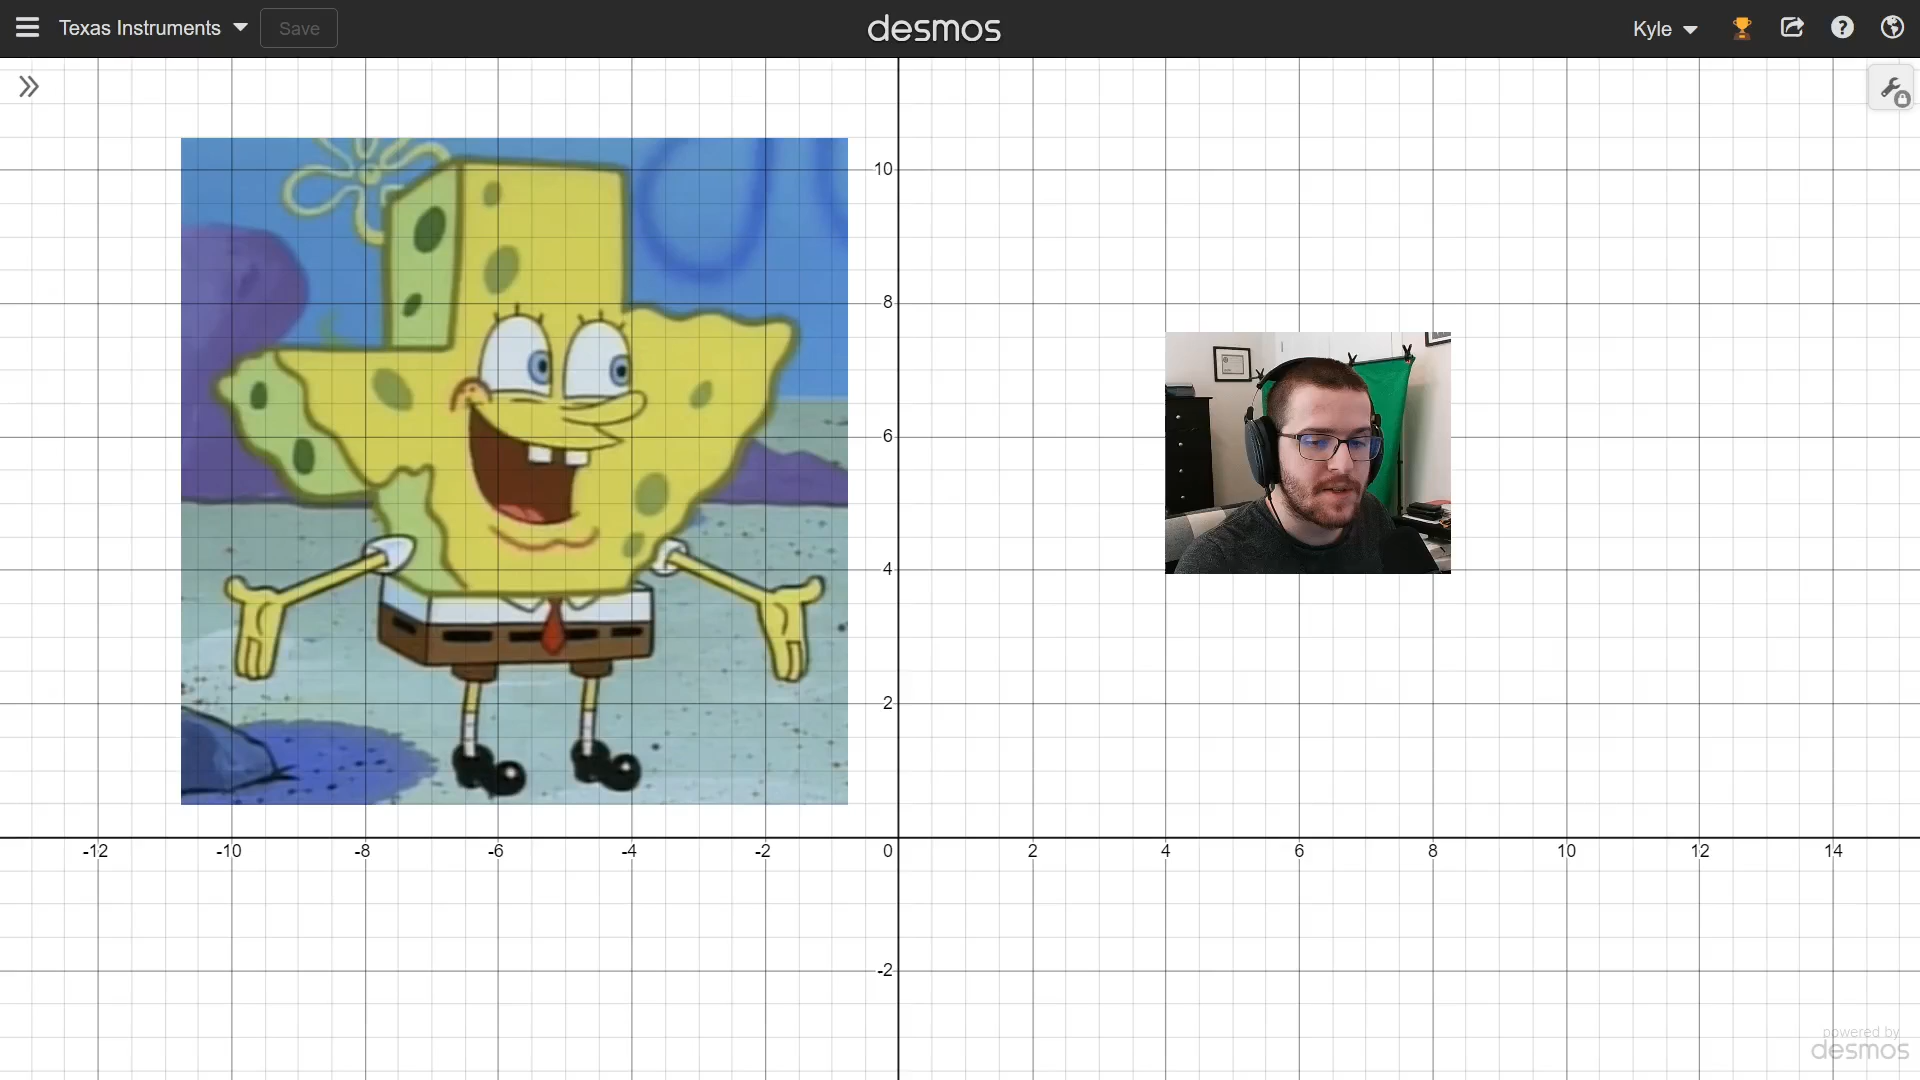 Texas Instruments
Save
desmos
Kyle
10
8
6
4
2
-12 -10 -8 -6 -4 -2 0 2 4 6 8 10 12 14
-2
powered by
desmos